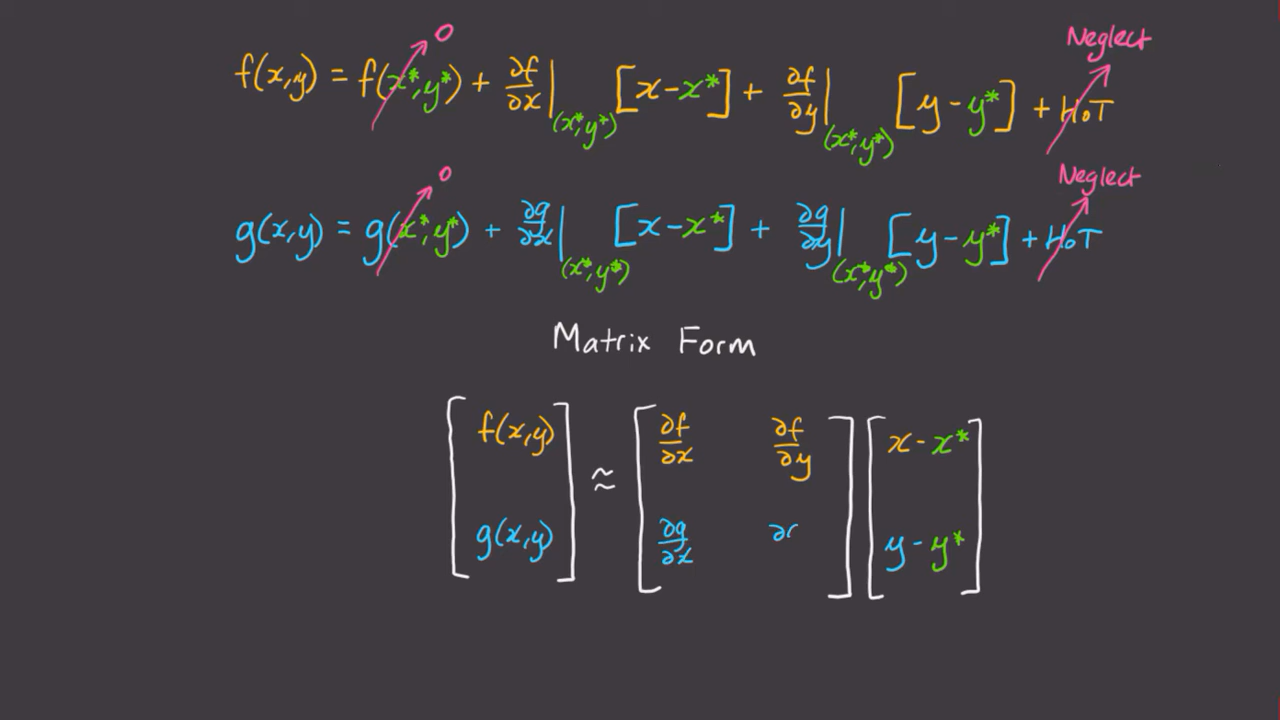 Neglect
0
f(x,y) = f(x*,y*) + ∂f/∂x|(x*,y*) [x-x*] + ∂f/∂y|(x*,y*) [y-y*] + HoT
Neglect
0
g(x,y) = g(x*,y*) + ∂g/∂x|(x*,y*) [x-x*] + ∂g/∂y|(x*,y*) [y-y*] + HoT
Matrix Form
[f(x,y)] ≈ [∂f/∂x ∂f/∂y] [x-x*]
[g(x,y)] [∂g/∂x ∂] [y-y*]